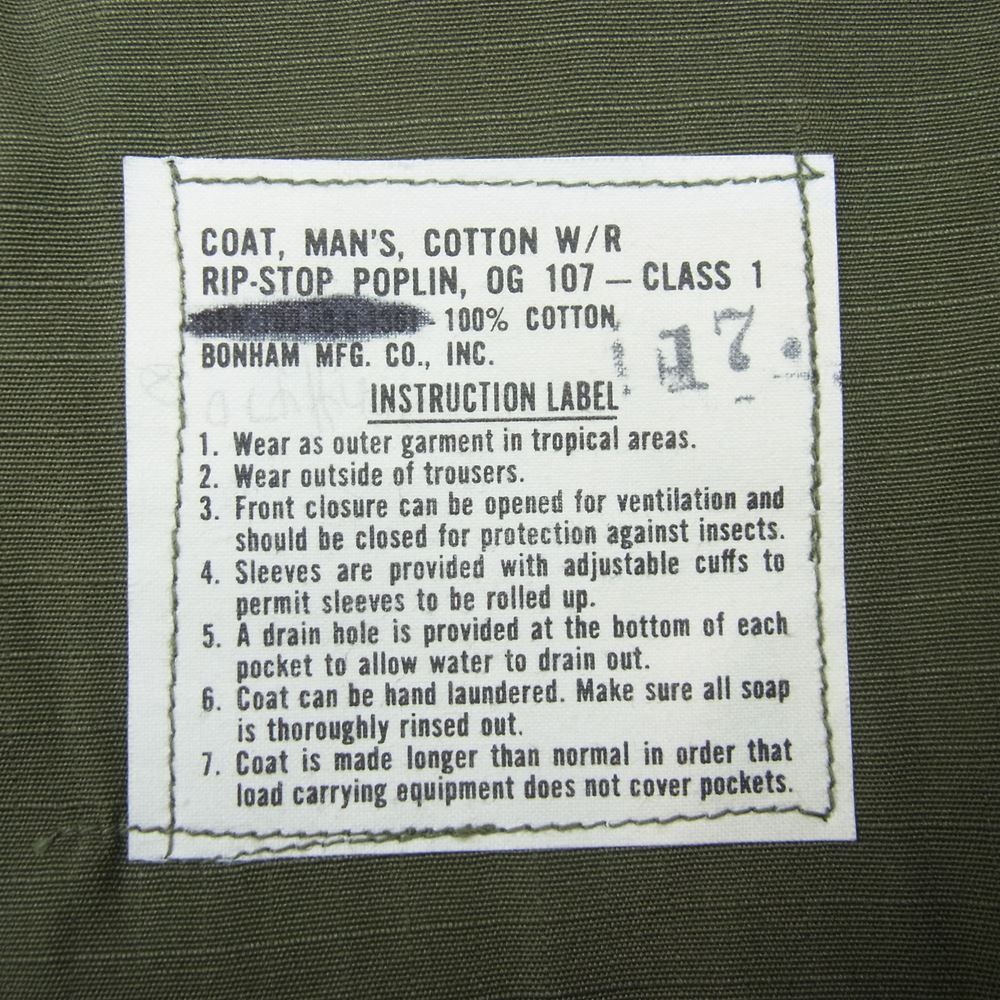 COAT, MAN'S, COTTON W/R
RIP-STOP POPLIN, OG 107 — CLASS 1
100% COTTON,
BONHAM MFG. CO., INC.
17
INSTRUCTION LABEL
1. Wear as outer garment in tropical areas.
2. Wear outside of trousers.
3. Front closure can be opened for ventilation and
should be closed for protection against insects.
4. Sleeves are provided with adjustable cuffs to
permit sleeves to be rolled up.
5. A drain hole is provided at the bottom of each
pocket to allow water to drain out.
6. Coat can be hand laundered. Make sure all soap
is thoroughly rinsed out.
7. Coat is made longer than normal in order that
load carrying equipment does not cover pockets.